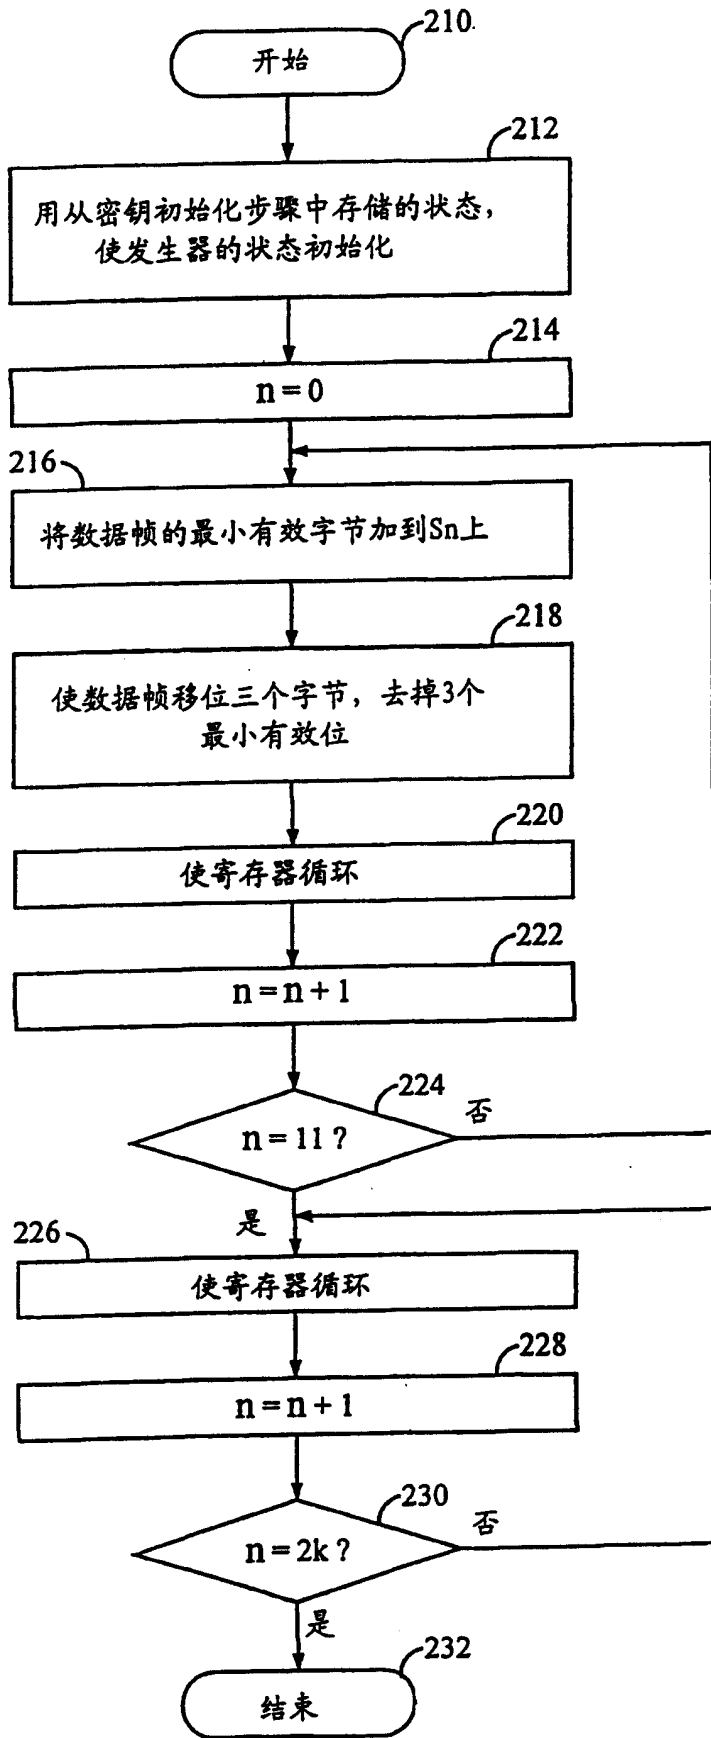 210
开始
212
用从密钥初始化步骤中存储的状态，
使发生器的状态初始化
214
n=0
216
将数据帧的最小有效字节加到Sn上
218
使数据帧移位三个字节，去掉3个
最小有效位
220
使寄存器循环
222
n=n+1
224
n=11?
否
是
226
使寄存器循环
228
n=n+1
230
n=2k?
否
是
232
结束